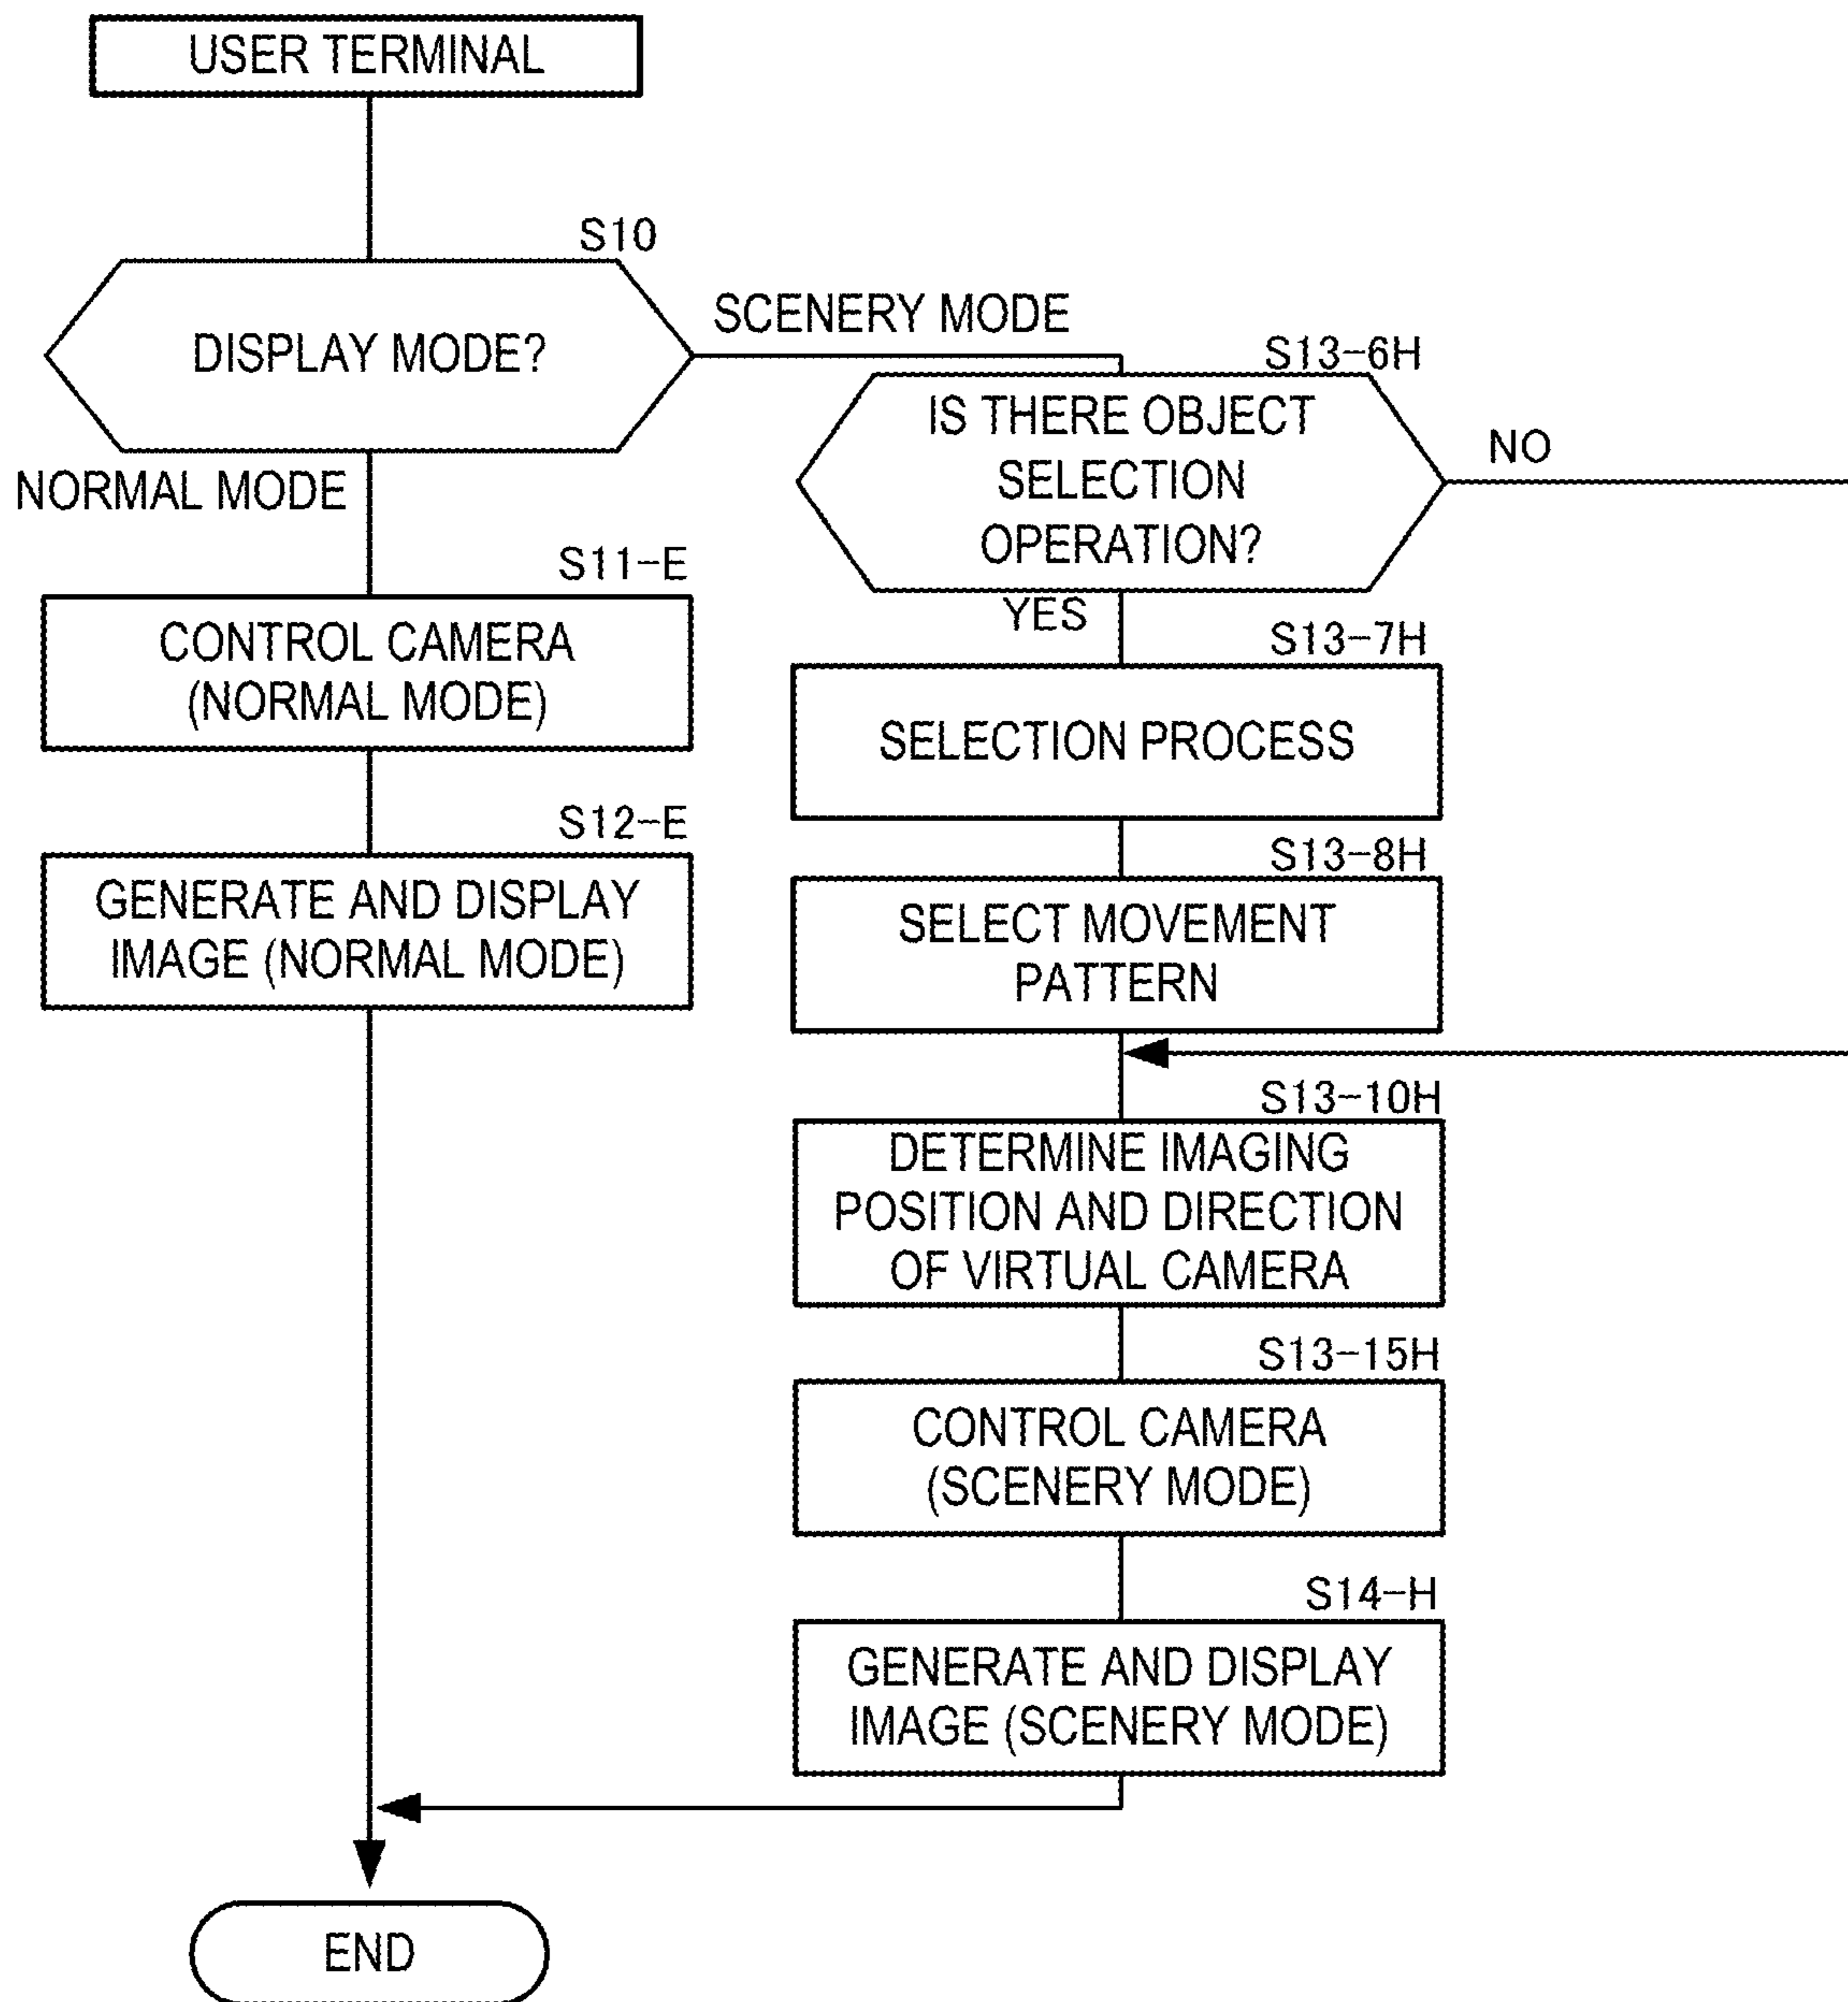 USER TERMINAL
S10
DISPLAY MODE?
SCENERY MODE
NORMAL MODE
S11-E
CONTROL CAMERA
(NORMAL MODE)
S12-E
GENERATE AND DISPLAY
IMAGE (NORMAL MODE)
S13-6H
IS THERE OBJECT
SELECTION
OPERATION?
NO
YES
S13-7H
SELECTION PROCESS
S13-8H
SELECT MOVEMENT
PATTERN
S13-10H
DETERMINE IMAGING
POSITION AND DIRECTION
OF VIRTUAL CAMERA
S13-15H
CONTROL CAMERA
(SCENERY MODE)
S14-H
GENERATE AND DISPLAY
IMAGE (SCENERY MODE)
END